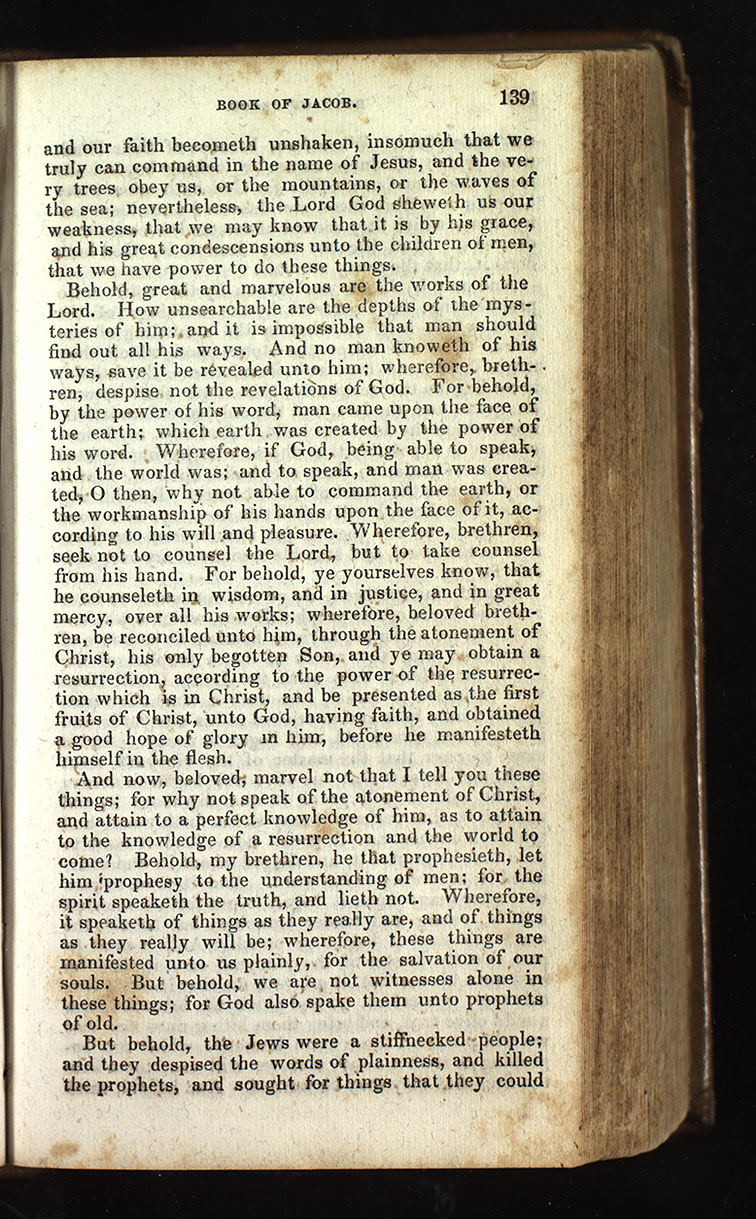 BOOK OF JACOB. 139
and our faith becometh unshaken, insomuch that we
truly can command in the name of Jesus, and the ve-
ry trees obey us, or the mountains, or the waves of
the sea; nevertheless, the Lord God sheweth us our
weakness, that we may know that it is by his grace,
and his great condescensions unto the children of men,
that we have power to do these things.
Behold, great and marvelous are the works of the
Lord. How unsearchable are the depths of the mys-
teries of him; and it is impossible that man should
find out all his ways. And no man knoweth of his
ways, save it be revealed unto him; wherefore, breth-
ren, despise not the revelations of God. For behold,
by the power of his word, man came upon the face of
the earth; which earth was created by the power of
his word. Wherefore, if God, being able to speak,
and the world was; and to speak, and man was crea-
ted, O then, why not able to command the earth, or
the workmanship of his hands upon the face of it, ac-
cording to his will and pleasure. Wherefore, brethren,
seek not to counsel the Lord, but to take counsel
from his hand. For behold, ye yourselves know, that
he counseleth in wisdom, and in justice, and in great
mercy, over all his works; wherefore, beloved breth-
ren, be reconciled unto him, through the atonement of
Christ, his only begotten Son, and ye may obtain a
resurrection, according to the power of the resurrec-
tion which is in Christ, and be presented as the first
fruits of Christ, unto God, having faith, and obtained
a good hope of glory in him, before he manifesteth
himself in the flesh.
And now, beloved, marvel not that I tell you these
things; for why not speak of the atonement of Christ,
and attain to a perfect knowledge of him, as to attain
to the knowledge of a resurrection and the world to
come? Behold, my brethren, he that prophesieth, let
him prophesy to the understanding of men; for the
spirit speaketh the truth, and lieth not. Wherefore,
it speaketh of things as they really are, and of things
as they really will be; wherefore, these things are
manifested unto us plainly, for the salvation of our
souls. But behold, we are not witnesses alone in
these things; for God also spake them unto prophets
of old.
But behold, the Jews were a stiffnecked people;
and they despised the words of plainness, and killed
the prophets, and sought for things that they could